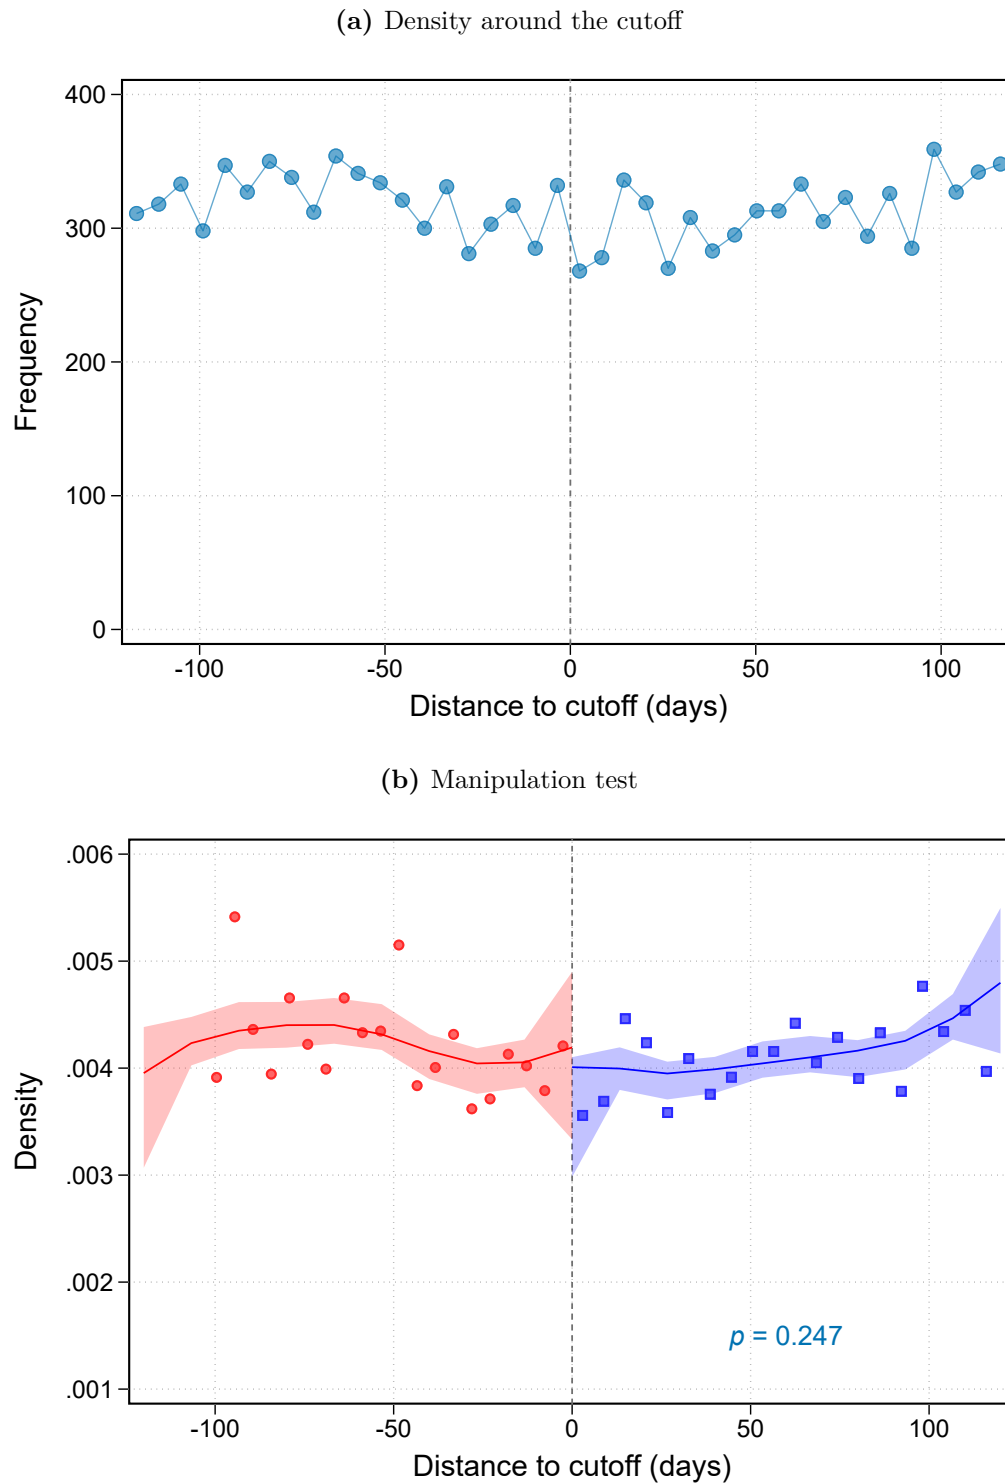 (a) Density around the cutoff
400
300
200
100
0
Frequency
-100 -50 0 50 100
Distance to cutoff (days)
(b) Manipulation test
.006
.005
.004
.003
.002
.001
Density
p = 0.247
-100 -50 0 50 100
Distance to cutoff (days)